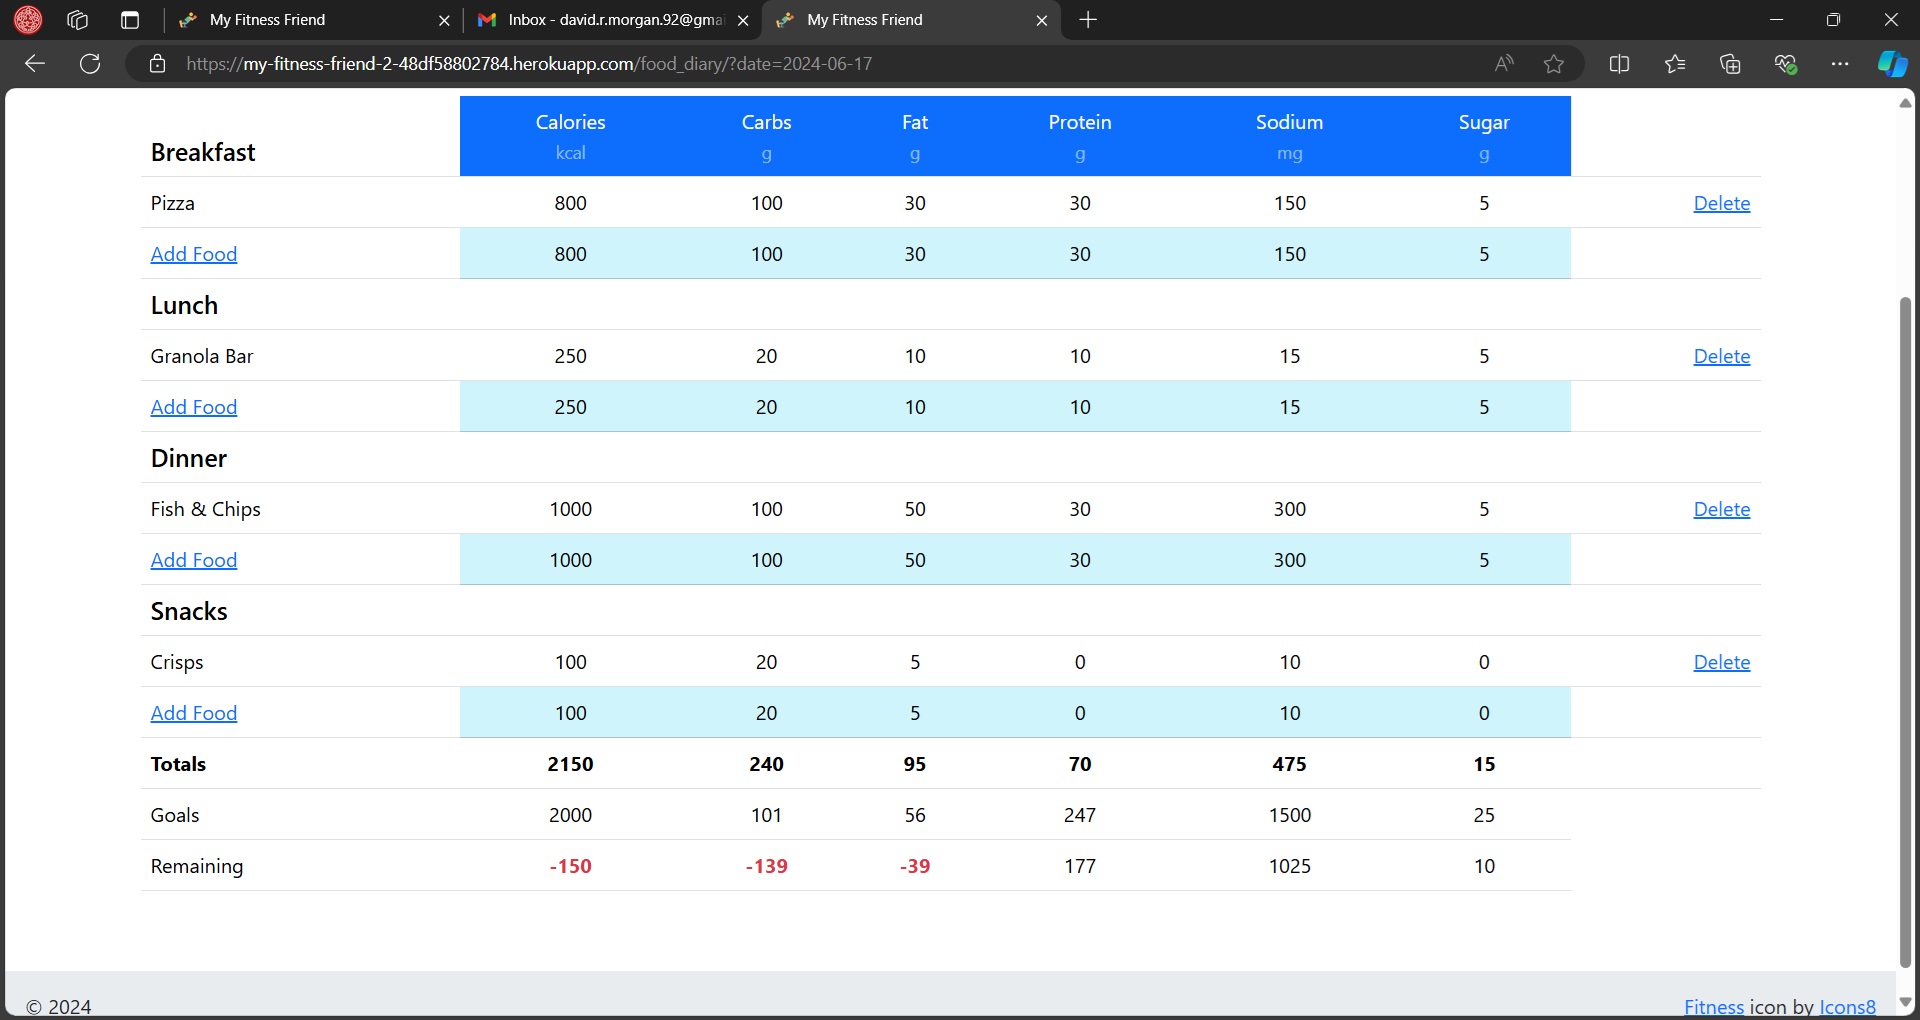 My Fitness Friend
Inbox - david.r.morgan.92@gmai
My Fitness Friend
https://my-fitness-friend-2-48df58802784.herokuapp.com/food_diary/?date=2024-06-17
Breakfast Calories kcal Carbs g Fat g Protein g Sodium mg Sugar g
Pizza 800 100 30 30 150 5 Delete
Add Food 800 100 30 30 150 5
Lunch
Granola Bar 250 20 10 10 15 5 Delete
Add Food 250 20 10 10 15 5
Dinner
Fish & Chips 1000 100 50 30 300 5 Delete
Add Food 1000 100 50 30 300 5
Snacks
Crisps 100 20 5 0 10 0 Delete
Add Food 100 20 5 0 10 0
Totals 2150 240 95 70 475 15
Goals 2000 101 56 247 1500 25
Remaining -150 -139 -39 177 1025 10
© 2024 Fitness icon by Icons8